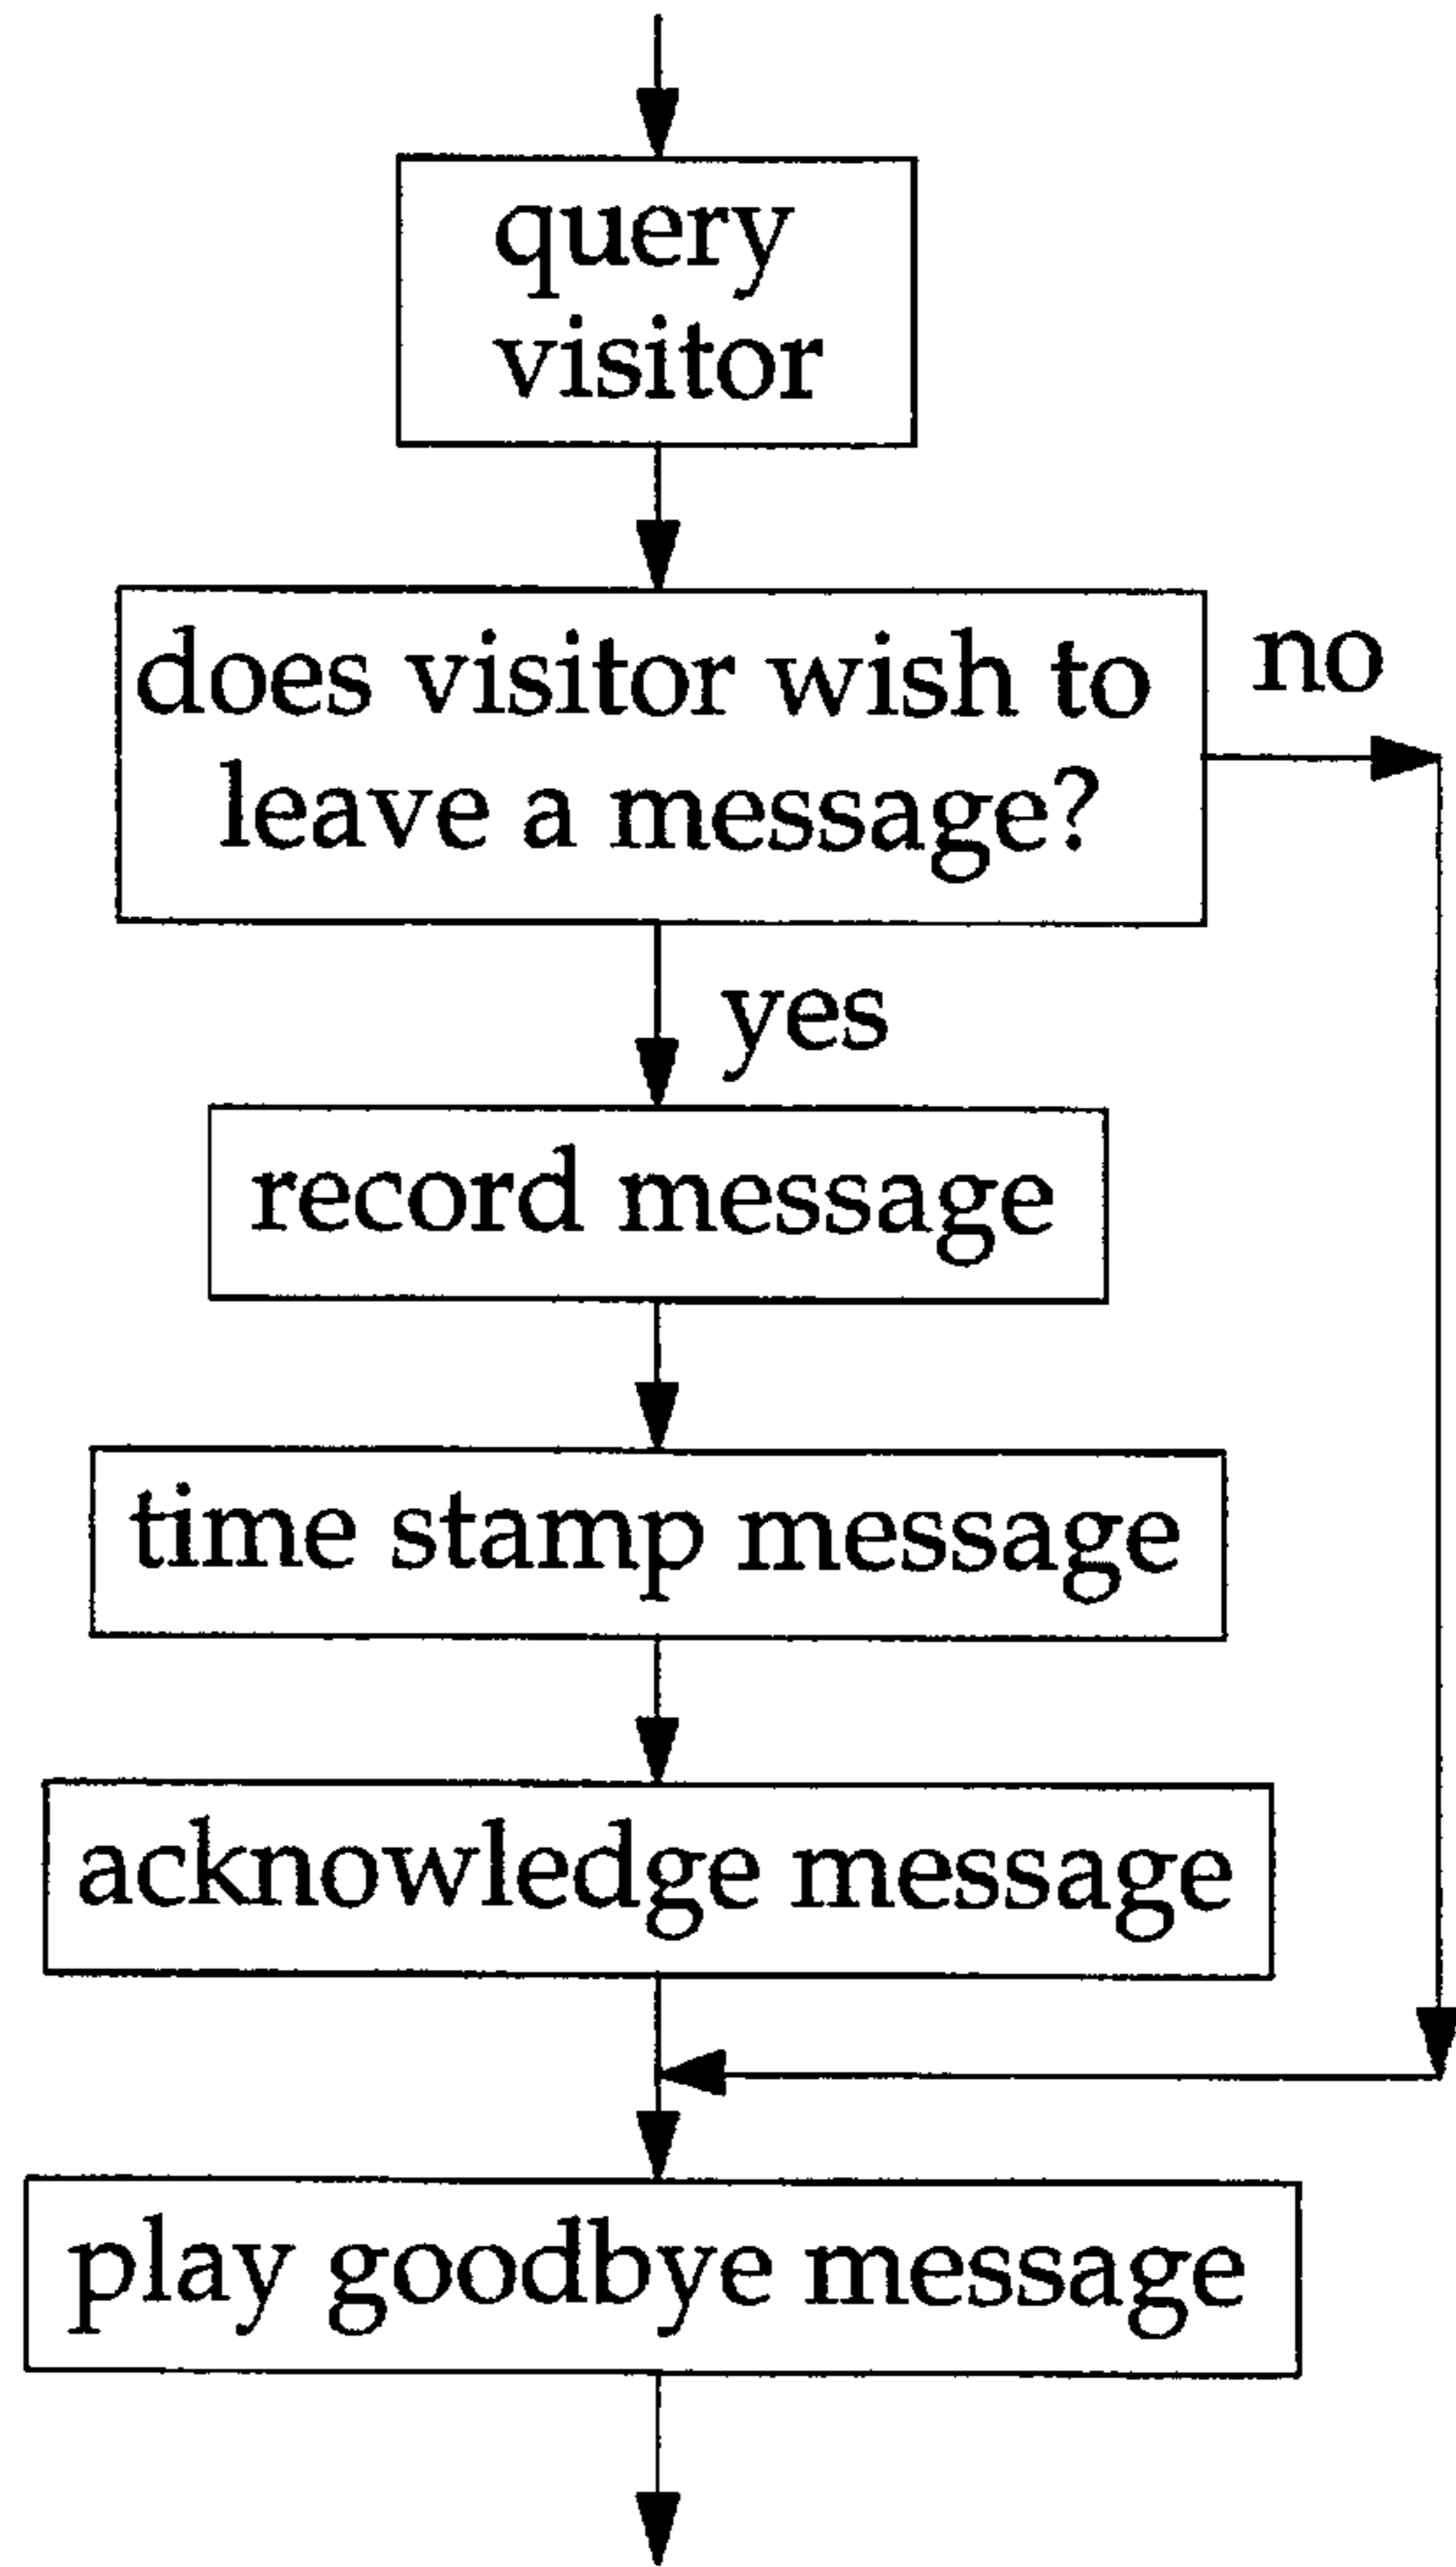 query
visitor
does visitor wish to
leave a message?
no
yes
record message
time stamp message
acknowledge message
play goodbye message